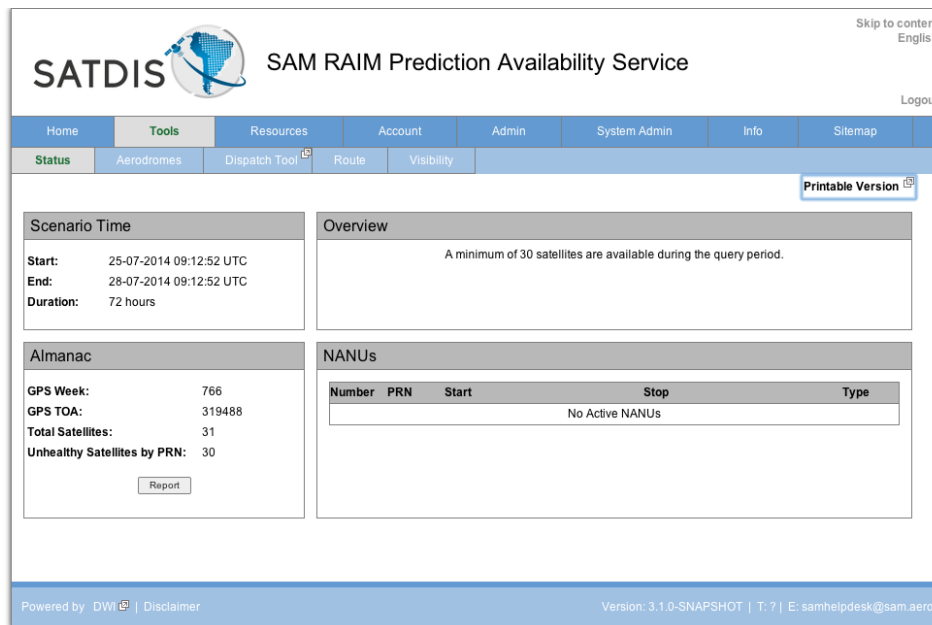 Skip to conten
Englis
SATDIS
SAM RAIM Prediction Availability Service
Logou
Home Tools Resources Account Admin System Admin Info Sitemap
Status Aerodromes Dispatch Tool Route Visibility
Printable Version
Scenario Time
Start: 25-07-2014 09:12:52 UTC
End: 28-07-2014 09:12:52 UTC
Duration: 72 hours
Overview
A minimum of 30 satellites are available during the query period.
Almanac
GPS Week: 766
GPS TOA: 319488
Total Satellites: 31
Unhealthy Satellites by PRN: 30
Report
NANUs
Number PRN Start Stop Type
No Active NANUs
Powered by DWI | Disclaimer
Version: 3.1.0-SNAPSHOT | T: ? | E: samhelpdesk@sam.aero